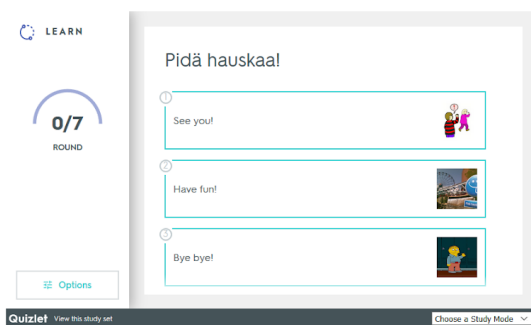 LEARN
0/7
ROUND
Options
Pidä hauskaa!
1
See you!
2
Have fun!
3
Bye bye!
Quizlet View this study set
Choose a Study Mode